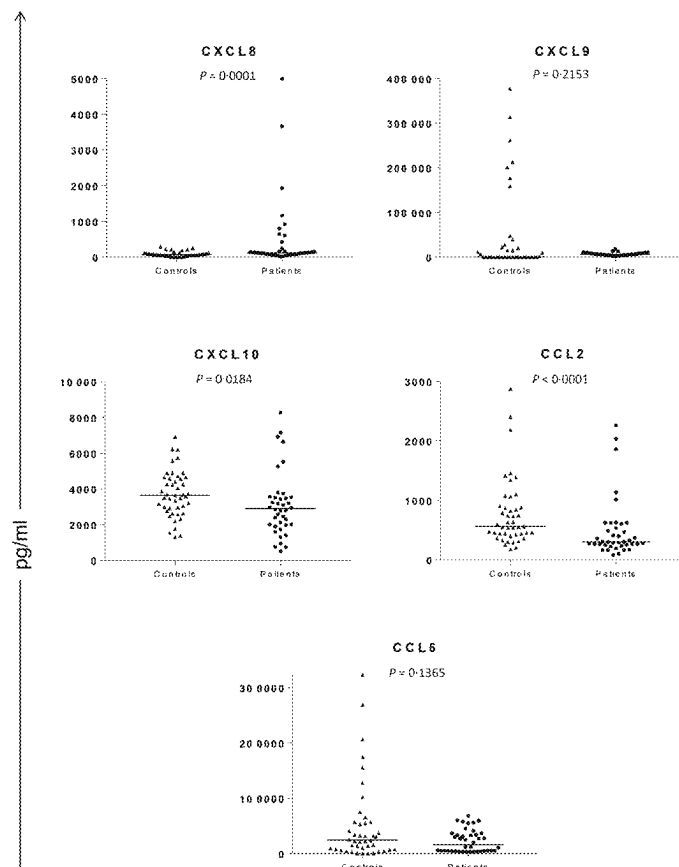 CXCL8
P = 0·0001
5000
4000
3000
2000
1000
0
Controls
Patients
CXCL9
P = 0·2153
400 000
300 000
200 000
100 000
0
Controls
Patients
CXCL10
P = 0·0184
10 000
8000
6000
4000
2000
0
Controls
Patients
CCL2
P < 0·0001
3000
2000
1000
0
Controls
Patients
pg/ml
CCL5
P = 0·1365
30 0000
20 0000
10 0000
0
Controls
Patients